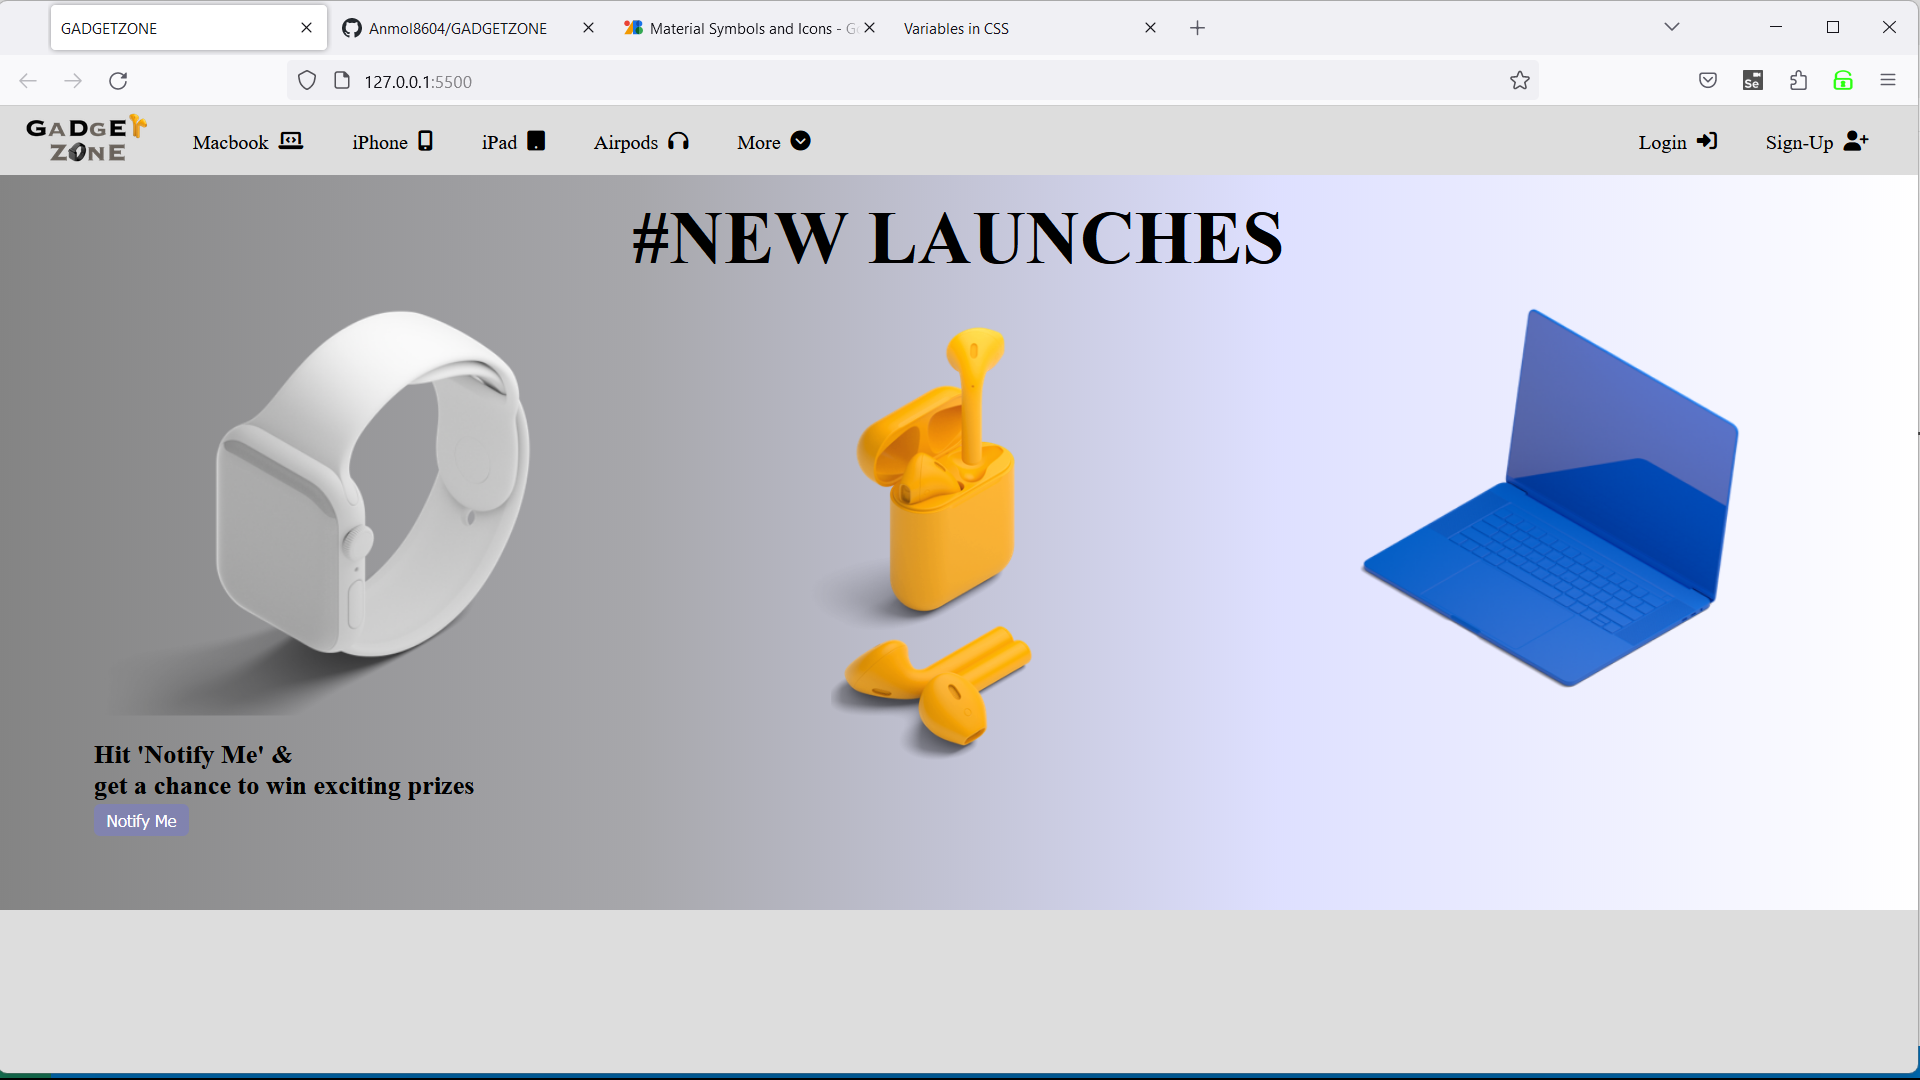 GADGETZONE
Anmol8604/GADGETZONE
Material Symbols and Icons - Go
Variables in CSS
127.0.0.1:5500
Se
GADGET
ZONE
Macbook
iPhone
iPad
Airpods
More
Login
Sign-Up
#NEW LAUNCHES
Hit 'Notify Me' &
get a chance to win exciting prizes
Notify Me